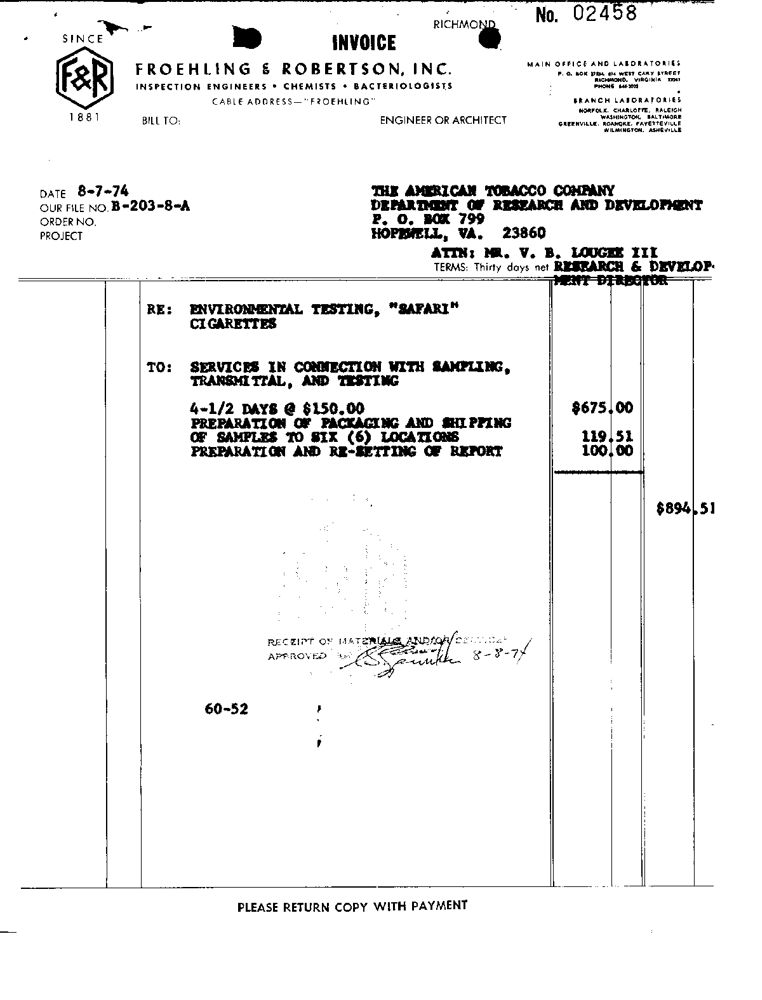 No. 02458
RICHMOND
SINCE
INVOICE
F&R
FROEHLING & ROBERTSON, INC.
INSPECTION ENGINEERS • CHEMISTS • BACTERIOLOGISTS
CABLE ADDRESS—"FROEHLING"
1881
MAIN OFFICE AND LABORATORIES
P. O. BOX WEST CARY STREET
RICHMOND, VIRGINIA
PHONE
BRANCH LABORATORIES
NORFOLK, CHARLOTTE, RALEIGH
WASHINGTON, BALTIMORE
GREENVILLE, ROANOKE, FAYETTEVILLE
WILMINGTON, ASHEVILLE
BILL TO:
ENGINEER OR ARCHITECT
DATE 8-7-74
OUR FILE NO. B-203-8-A
ORDER NO.
PROJECT
THE AMERICAN TOBACCO COMPANY
DEPARTMENT OF RESEARCH AND DEVELOPMENT
P. O. BOX 799
HOPEWELL, VA. 23860
ATTN: MR. V. B. LOUGEE III
TERMS: Thirty days net RESEARCH & DEVELOP-
MENT DIRECTOR
RE: ENVIRONMENTAL TESTING, "SAFARI"
CIGARETTES
TO: SERVICES IN CONNECTION WITH SAMPLING,
TRANSMITTAL, AND TESTING
4-1/2 DAYS @ $150.00 $675.00
PREPARATION OF PACKAGING AND SHIPPING
OF SAMPLES TO SIX (6) LOCATIONS 119.51
PREPARATION AND RE-SETTING OF REPORT 100.00
$894.51
RECEIPT OF MATERIALS AND/OR
APPROVED 8-8-74
60-52
PLEASE RETURN COPY WITH PAYMENT